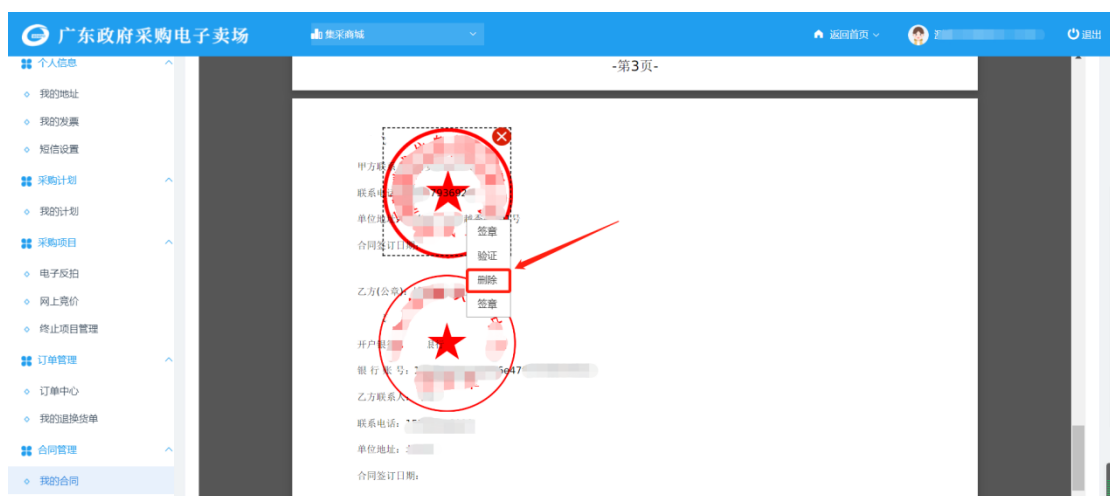 广东政府采购电子卖场
集采商城
返回首页
退出
个人信息
我的地址
我的发票
短信设置
采购计划
我的计划
采购项目
电子反拍
网上竞价
终止项目管理
订单管理
订单中心
我的退换货单
合同管理
我的合同
-第3页-
甲方联
联系电
单位地
号
合同签订日期
签章
验证
删除
签章
乙方(公章):
开户银
银 行 账 号:
5e47
乙方联系人:
联系电话:
单位地址:
合同签订日期: